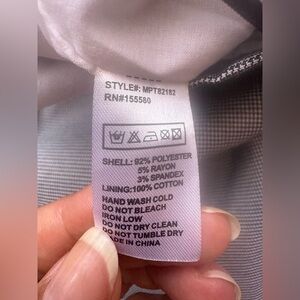 STYLE#: MPT82182
RN#155580
SHELL: 92% POLYESTER
5% RAYON
3% SPANDEX
LINING:100% COTTON
HAND WASH COLD
DO NOT BLEACH
IRON LOW
DO NOT DRY CLEAN
DO NOT TUMBLE DRY
MADE IN CHINA